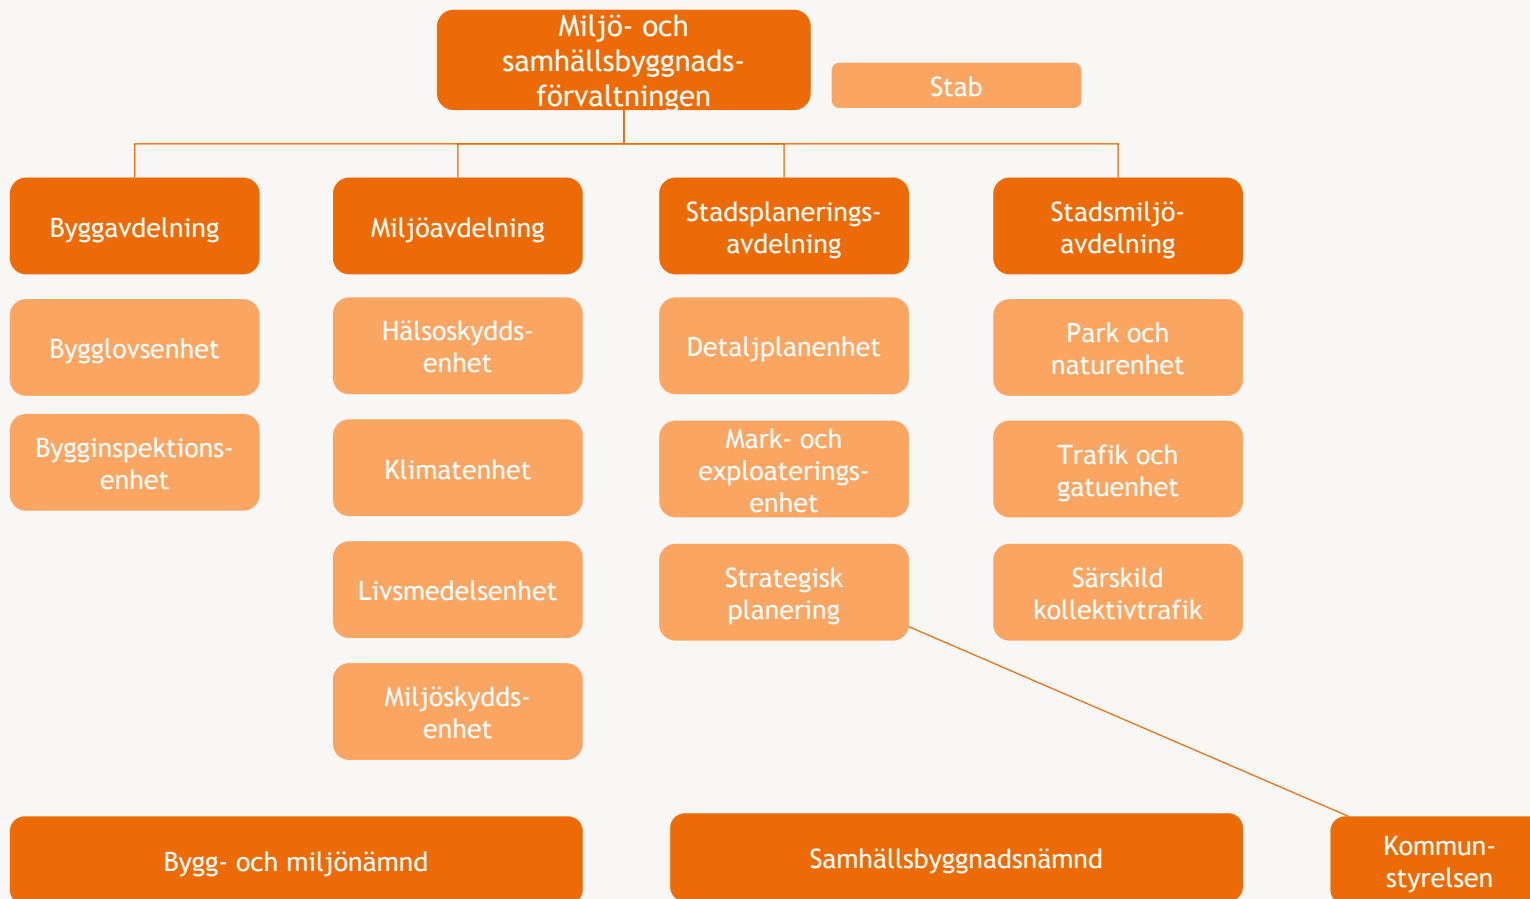 Miljö- och
samhällsbyggnads-
förvaltningen
Stab
Byggavdelning
Miljöavdelning
Stadsplanerings-
avdelning
Stadsmiljö-
avdelning
Bygglovsenhet
Hälsoskydds-
enhet
Detaljplanenhet
Park och
naturenhet
Bygginspektions-
enhet
Klimatenhet
Mark- och
exploaterings-
enhet
Trafik och
gatuenhet
Livsmedelsenhet
Strategisk
planering
Särskild
kollektivtrafik
Miljöskydds-
enhet
Bygg- och miljönämnd
Samhällsbyggnadsnämnd
Kommun-
styrelsen